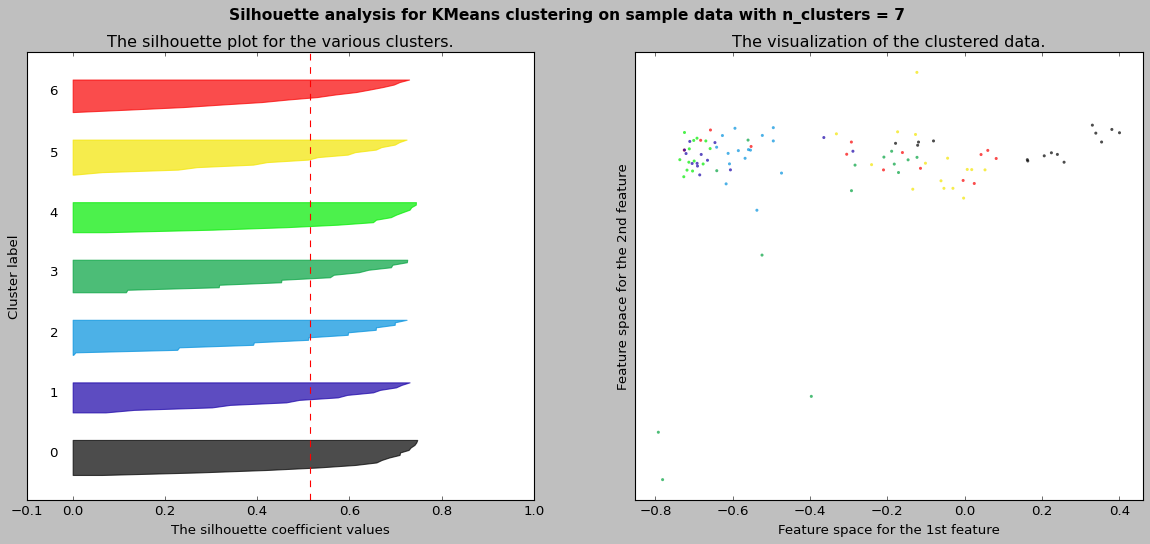 Silhouette analysis for KMeans clustering on sample data with n_clusters = 7
The silhouette plot for the various clusters.
Cluster label
6
5
4
3
2
1
0
−0.1 0.0 0.2 0.4 0.6 0.8 1.0
The silhouette coefficient values
The visualization of the clustered data.
Feature space for the 2nd feature
−0.8 −0.6 −0.4 −0.2 0.0 0.2 0.4
Feature space for the 1st feature